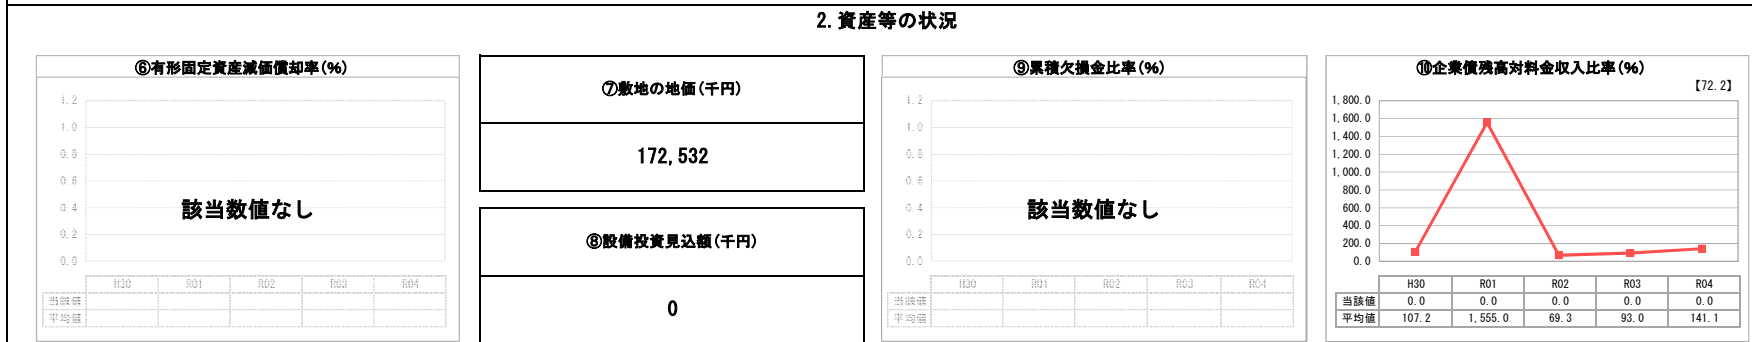 2.資産等の状況
⑥有形固定資産減価償却率(%)
1.2
1.0
0.8
0.6
0.4
0.2
0.0
該当数値なし
H30 R01 R02 R03 R04
当該値
平均値
⑦敷地の地価(千円)
172,532
⑧設備投資見込額(千円)
0
⑨累積欠損金比率(%)
1.2
1.0
0.8
0.6
0.4
0.2
0.0
該当数値なし
H30 R01 R02 R03 R04
当該値
平均値
⑩企業債残高対料金収入比率(%)
【72.2】
1,800.0
1,600.0
1,400.0
1,200.0
1,000.0
800.0
600.0
400.0
200.0
0.0
H30 R01 R02 R03 R04
当該値 0.0 0.0 0.0 0.0 0.0
平均値 107.2 1,555.0 69.3 93.0 141.1